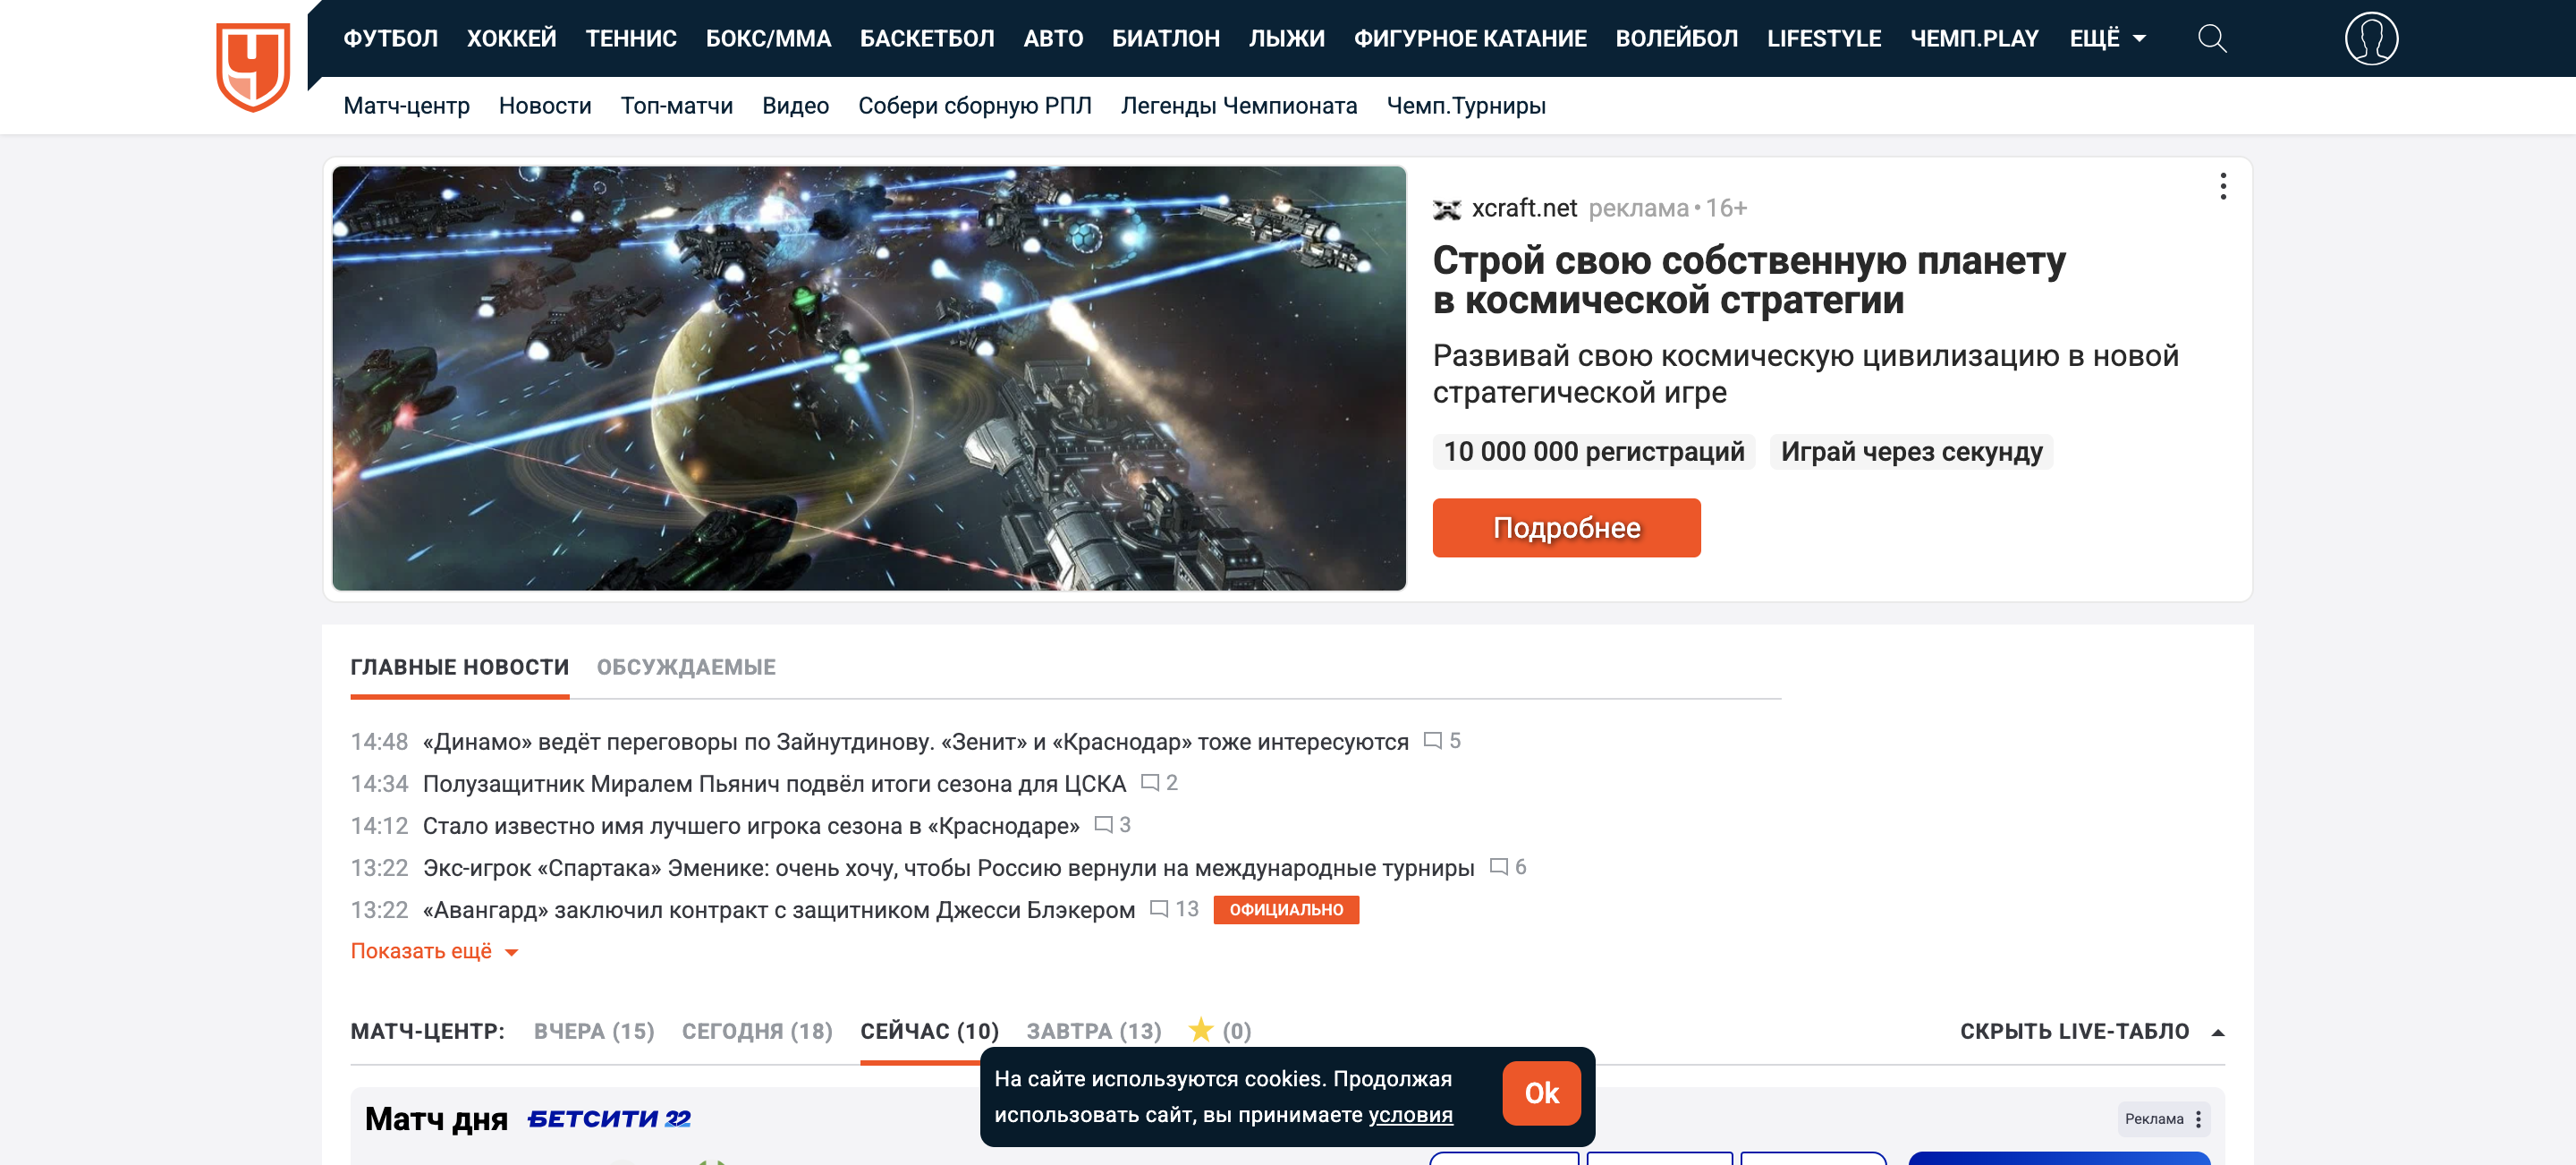 Ч
ФУТБОЛ ХОККЕЙ ТЕННИС БОКС/ММА БАСКЕТБОЛ АВТО БИАТЛОН ЛЫЖИ ФИГУРНОЕ КАТАНИЕ ВОЛЕЙБОЛ LIFESTYLE ЧЕМП.PLAY ЕЩЁ
Матч-центр Новости Топ-матчи Видео Собери сборную РПЛ Легенды Чемпионата Чемп.Турниры
xcraft.net реклама • 16+
Строй свою собственную планету
в космической стратегии
Развивай свою космическую цивилизацию в новой
стратегической игре
10 000 000 регистраций Играй через секунду
Подробнее
ГЛАВНЫЕ НОВОСТИ ОБСУЖДАЕМЫЕ
14:48 «Динамо» ведёт переговоры по Зайнутдинову. «Зенит» и «Краснодар» тоже интересуются 5
14:34 Полузащитник Миралем Пьянич подвёл итоги сезона для ЦСКА 2
14:12 Стало известно имя лучшего игрока сезона в «Краснодаре» 3
13:22 Экс-игрок «Спартака» Эменике: очень хочу, чтобы Россию вернули на международные турниры 6
13:22 «Авангард» заключил контракт с защитником Джесси Блэкером 13 ОФИЦИАЛЬНО
Показать ещё
МАТЧ-ЦЕНТР: ВЧЕРА (15) СЕГОДНЯ (18) СЕЙЧАС (10) ЗАВТРА (13) (0) СКРЫТЬ LIVE-ТАБЛО
На сайте используются cookies. Продолжая
использовать сайт, вы принимаете условия
Ok
Матч дня БЕТСИТИ 22 Реклама